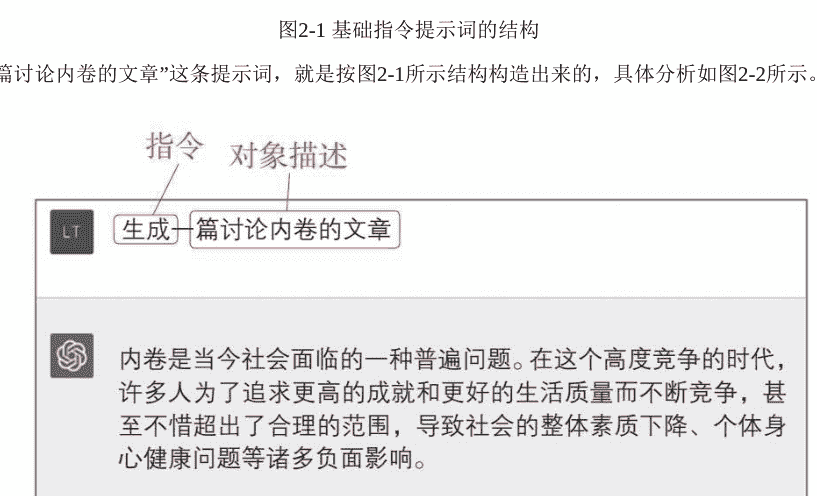 图2-1 基础指令提示词的结构
篇讨论内卷的文章”这条提示词，就是按图2-1所示结构构造出来的，具体分析如图2-2所示。
指令 对象描述
LT 生成一篇讨论内卷的文章
内卷是当今社会面临的一种普遍问题。在这个高度竞争的时代，
许多人为了追求更高的成就和更好的生活质量而不断竞争，甚
至不惜超出了合理的范围，导致社会的整体素质下降、个体身
心健康问题等诸多负面影响。